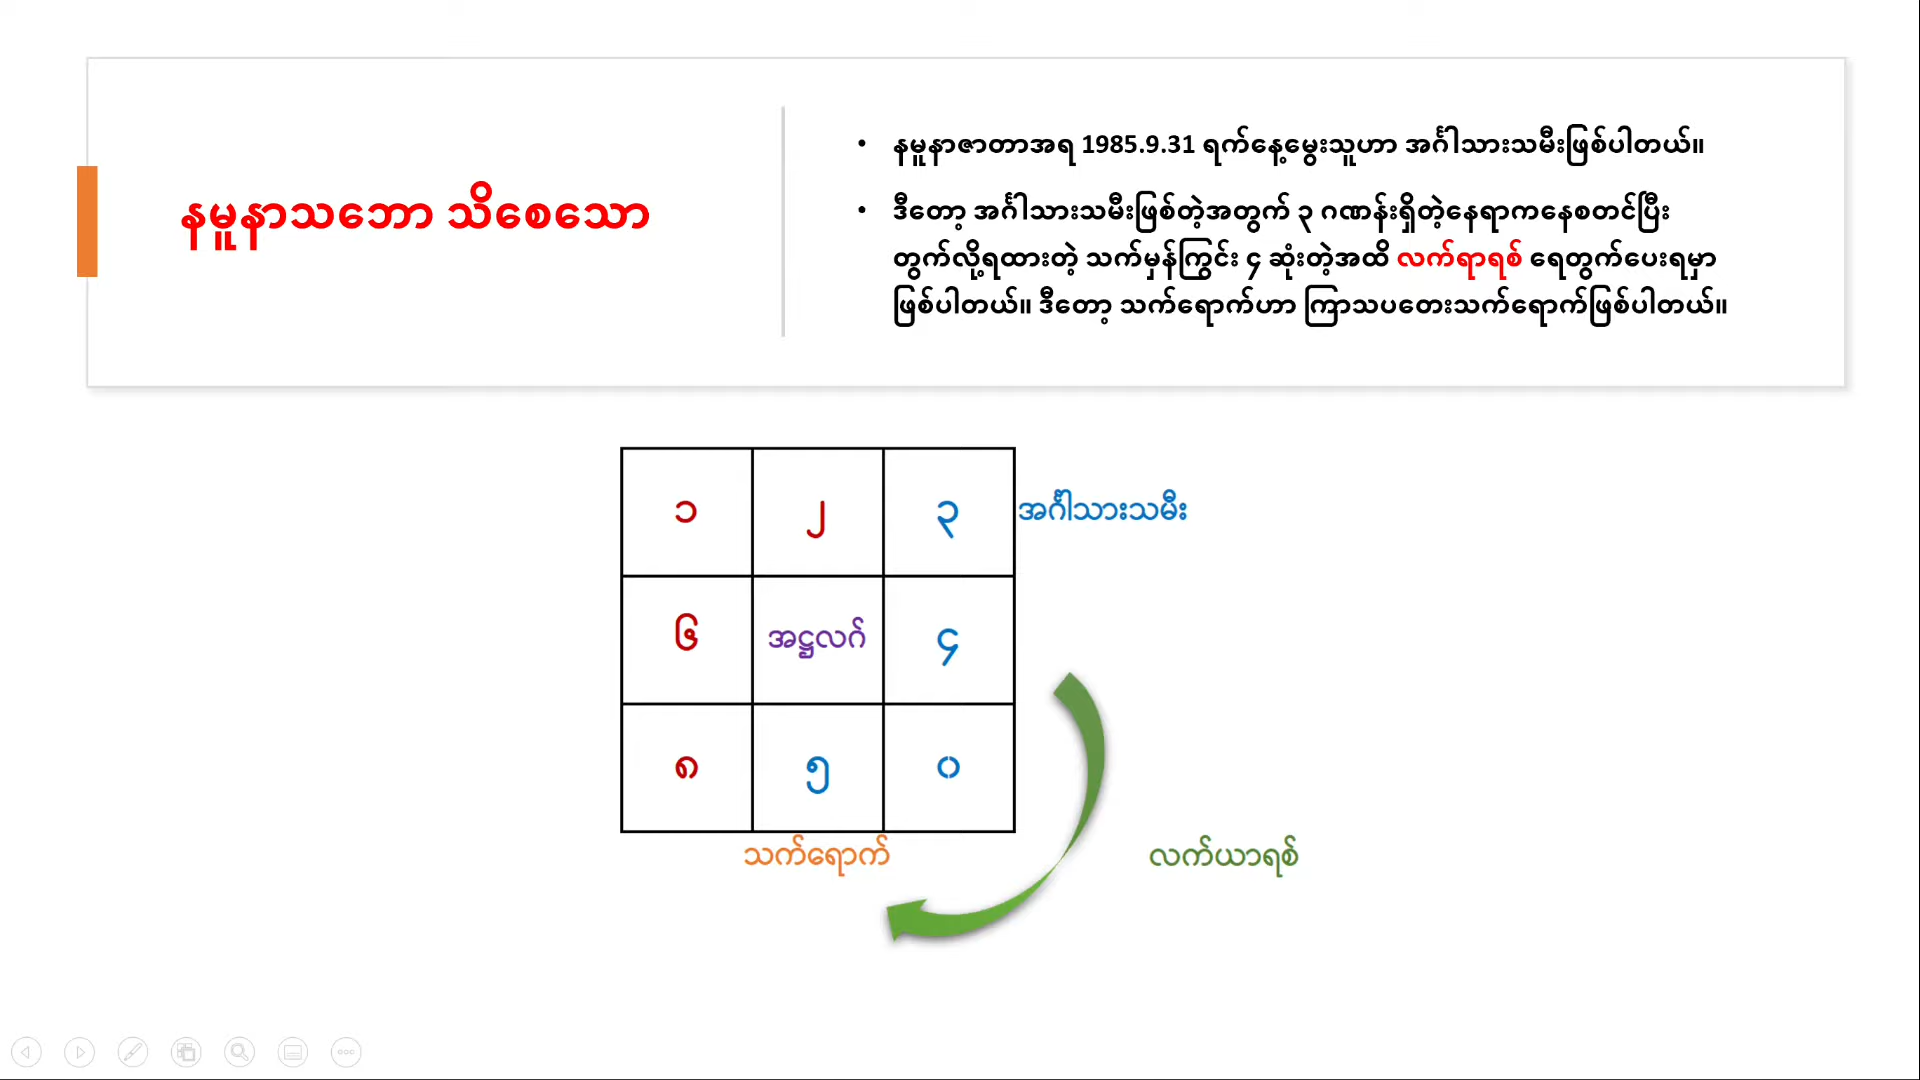 နမူနာသဘော သိစေသော
• နမူနာဇာတာအရ 1985.9.31 ရက်နေ့မွေးသူဟာ အင်္ဂါသားသမီးဖြစ်ပါတယ်။
• ဒီတော့ အင်္ဂါသားသမီးဖြစ်တဲ့အတွက် ၃ ဂဏန်းရှိတဲ့နေရာကနေစတင်ပြီး
တွက်လို့ရထားတဲ့ သက်မှန်ကြွင်း ၄ ဆုံးတဲ့အထိ လက်ရာရစ် ရေတွက်ပေးရမှာ
ဖြစ်ပါတယ်။ ဒီတော့ သက်ရောက်ဟာ ကြာသပတေးသက်ရောက်ဖြစ်ပါတယ်။
၁ ၂ ၃ အင်္ဂါသားသမီး
၆ အဋ္ဌလဂ် ၄
၈ ၅ ၀
သက်ရောက် လက်ယာရစ်